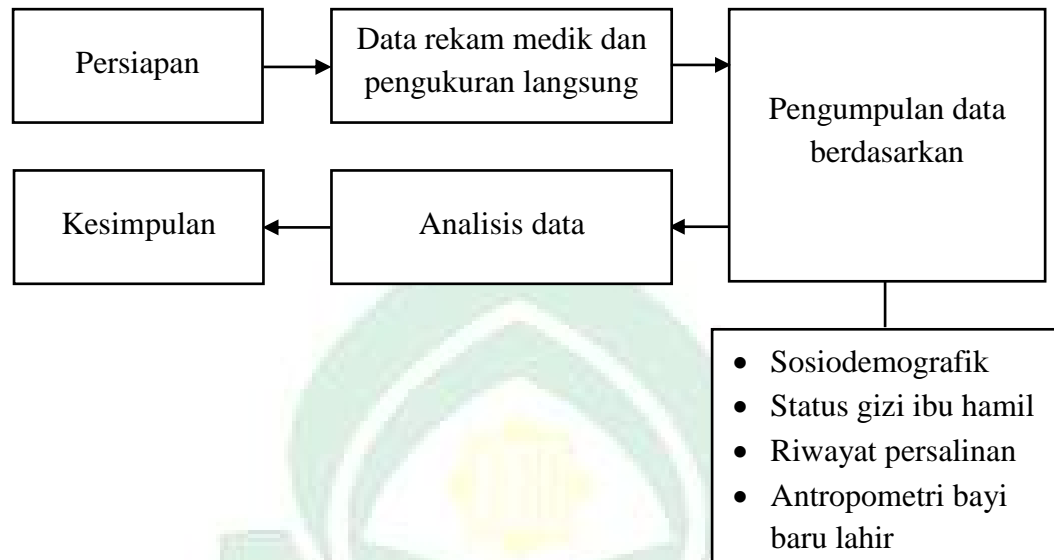 Persiapan
Data rekam medik dan
pengukuran langsung
Pengumpulan data
berdasarkan
Kesimpulan
Analisis data
• Sosiodemografik
• Status gizi ibu hamil
• Riwayat persalinan
• Antropometri bayi
baru lahir